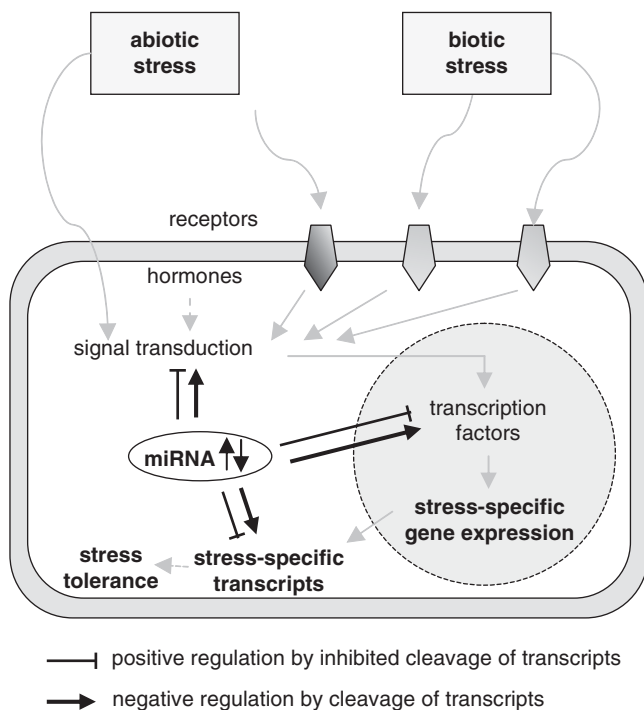 abiotic
stress
biotic
stress
receptors
hormones
signal transduction
transcription
factors
miRNA
stress-specific
gene expression
stress
tolerance
stress-specific
transcripts
positive regulation by inhibited cleavage of transcripts
negative regulation by cleavage of transcripts